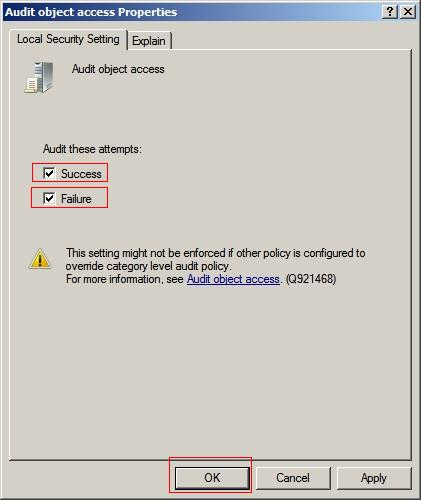 Audit object access Properties
Local Security Setting
Explain
Audit object access
Audit these attempts:
Success
Failure
This setting might not be enforced if other policy is configured to
override category level audit policy.
For more information, see Audit object access. (Q921468)
OK
Cancel
Apply